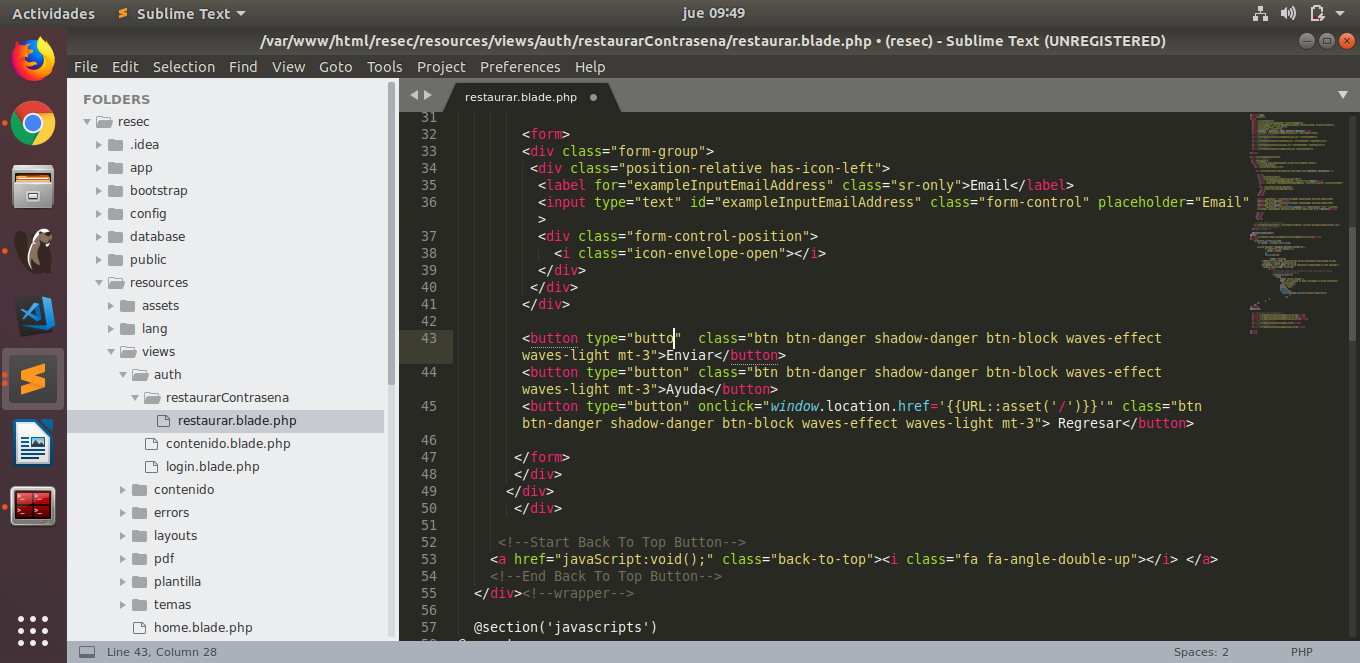 Actividades Sublime Text jue 09:49
/var/www/html/resec/resources/views/auth/restaurarContrasena/restaurar.blade.php • (resec) - Sublime Text (UNREGISTERED)
File Edit Selection Find View Goto Tools Project Preferences Help
FOLDERS
resec
.idea
app
bootstrap
config
database
public
resources
assets
lang
views
auth
restaurarContrasena
restaurar.blade.php
contenido.blade.php
login.blade.php
contenido
errors
layouts
pdf
plantilla
temas
home.blade.php
restaurar.blade.php
31
32 <form>
33 <div class="form-group">
34 <div class="position-relative has-icon-left">
35 <label for="exampleInputEmailAddress" class="sr-only">Email</label>
36 <input type="text" id="exampleInputEmailAddress" class="form-control" placeholder="Email"
>
37 <div class="form-control-position">
38 <i class="icon-envelope-open"></i>
39 </div>
40 </div>
41 </div>
42
43 <button type="butto" class="btn btn-danger shadow-danger btn-block waves-effect
waves-light mt-3">Enviar</button>
44 <button type="button" class="btn btn-danger shadow-danger btn-block waves-effect
waves-light mt-3">Ayuda</button>
45 <button type="button" onclick="window.location.href='{{URL::asset('/')}}'" class="btn
btn-danger shadow-danger btn-block waves-effect waves-light mt-3"> Regresar</button>
46
47 </form>
48 </div>
49 </div>
50 </div>
51
52 <!--Start Back To Top Button-->
53 <a href="javaScript:void();" class="back-to-top"><i class="fa fa-angle-double-up"></i> </a>
54 <!--End Back To Top Button-->
55 </div><!--wrapper-->
56
57 @section('javascripts')
Line 43, Column 28 Spaces: 2 PHP